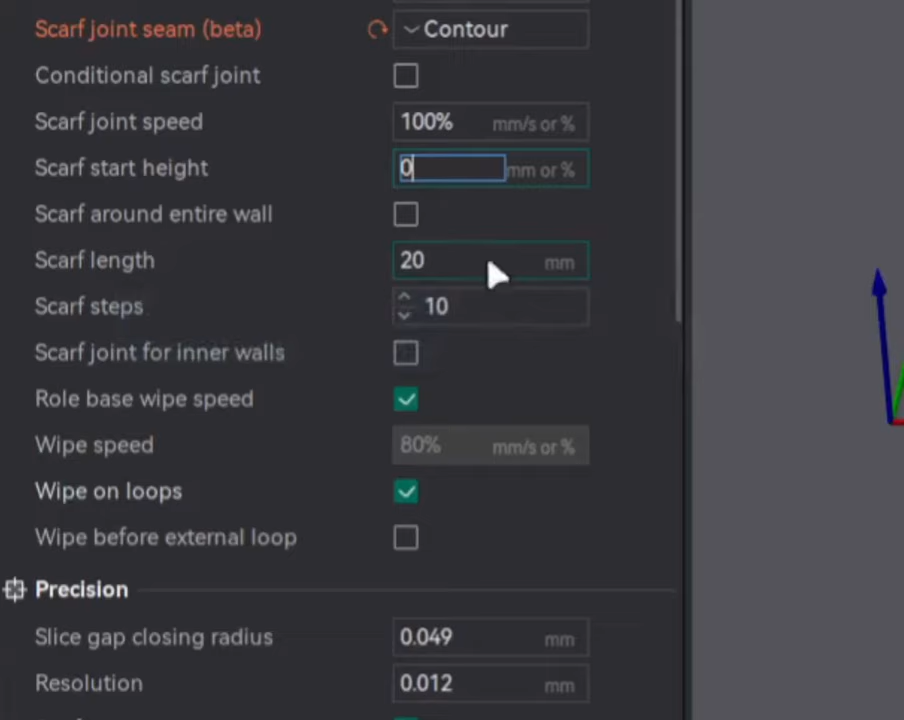 Scarf joint seam (beta) Contour
Conditional scarf joint
Scarf joint speed 100% mm/s or %
Scarf start height 0 mm or %
Scarf around entire wall
Scarf length 20 mm
Scarf steps 10
Scarf joint for inner walls
Role base wipe speed
Wipe speed 80% mm/s or %
Wipe on loops
Wipe before external loop
Precision
Slice gap closing radius 0.049 mm
Resolution 0.012 mm